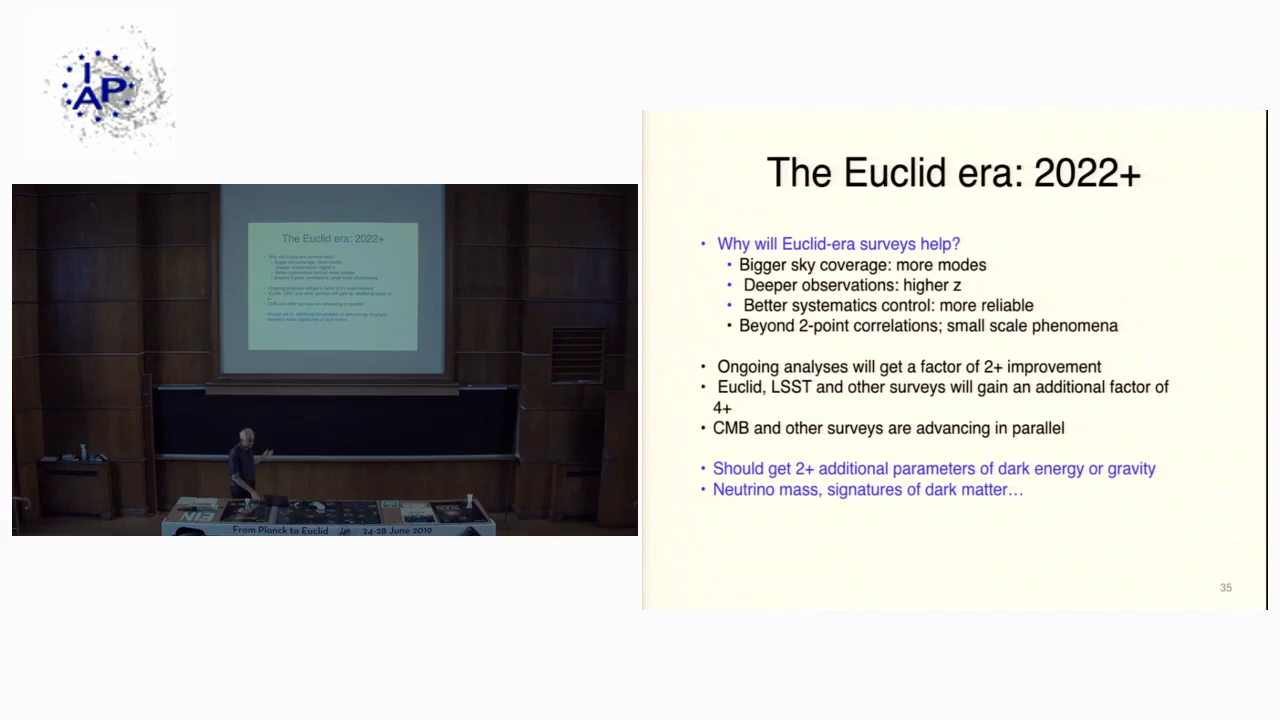 IAP
The Euclid era: 2022+
• Why will Euclid-era surveys help?
• Bigger sky coverage: more modes
• Deeper observations: higher z
• Better systematics control: more reliable
• Beyond 2-point correlations; small scale phenomena
• Ongoing analyses will get a factor of 2+ improvement
• Euclid, LSST and other surveys will gain an additional factor of
4+
• CMB and other surveys are advancing in parallel
• Should get 2+ additional parameters of dark energy or gravity
• Neutrino mass, signatures of dark matter…
35
The Euclid era: 2022+
From Planck to Euclid
24-28 June 2019